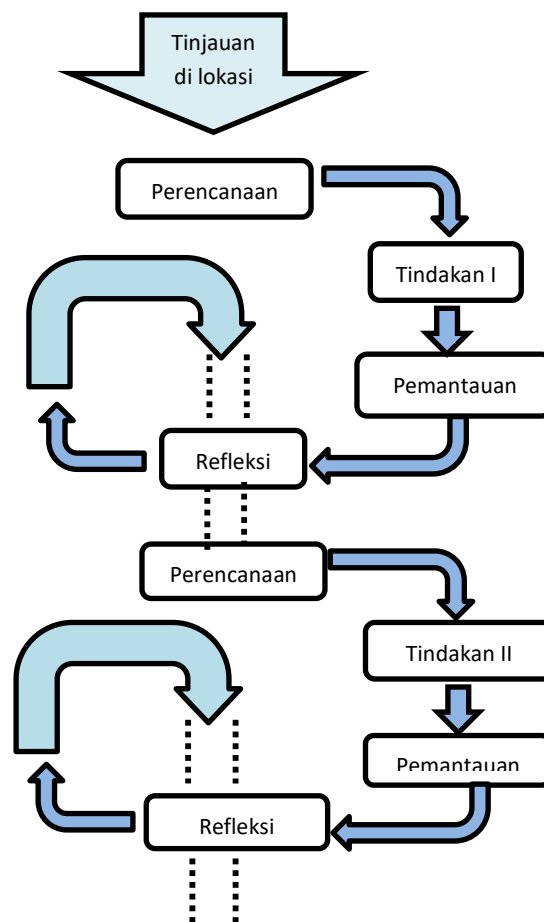 Tinjauan
di lokasi
Perencanaan
Tindakan I
Pemantauan
Refleksi
Perencanaan
Tindakan II
Pemantauan
Refleksi